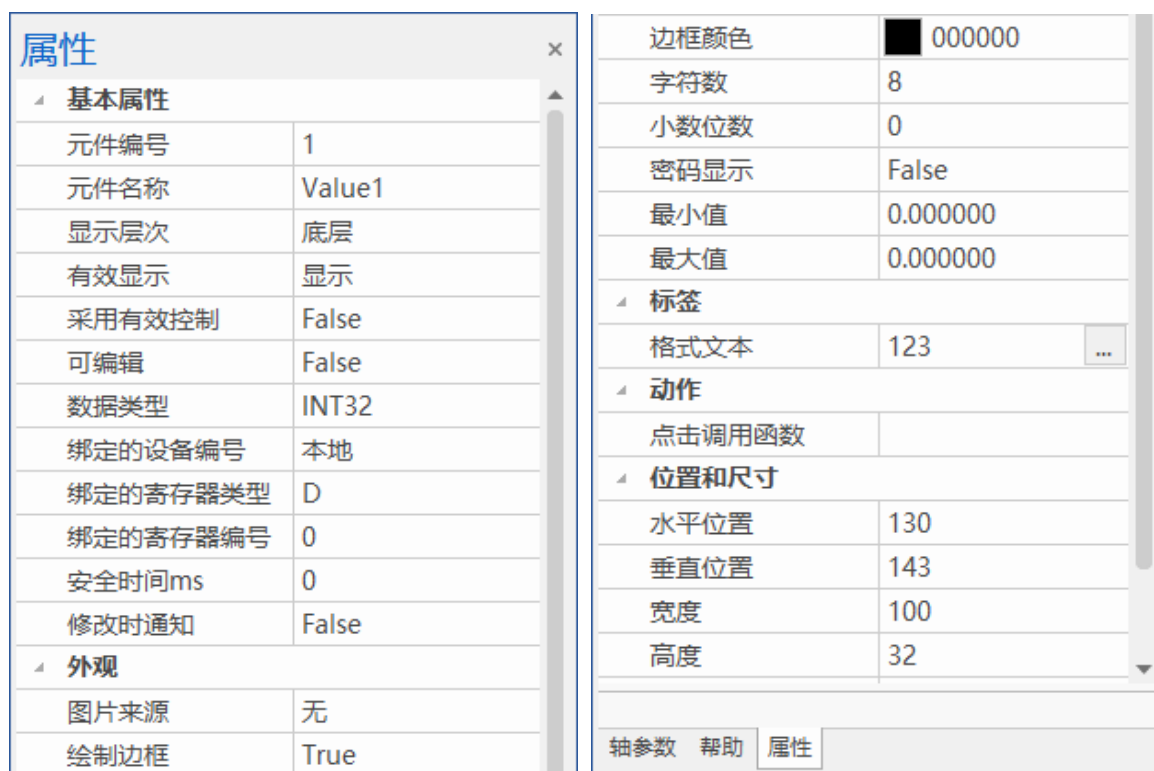 属性 ×
基本属性
元件编号 1
元件名称 Value1
显示层次 底层
有效显示 显示
采用有效控制 False
可编辑 False
数据类型 INT32
绑定的设备编号 本地
绑定的寄存器类型 D
绑定的寄存器编号 0
安全时间ms 0
修改时通知 False
外观
图片来源 无
绘制边框 True
边框颜色 000000
字符数 8
小数位数 0
密码显示 False
最小值 0.000000
最大值 0.000000
标签
格式文本 123 ...
动作
点击调用函数
位置和尺寸
水平位置 130
垂直位置 143
宽度 100
高度 32
轴参数 帮助 属性